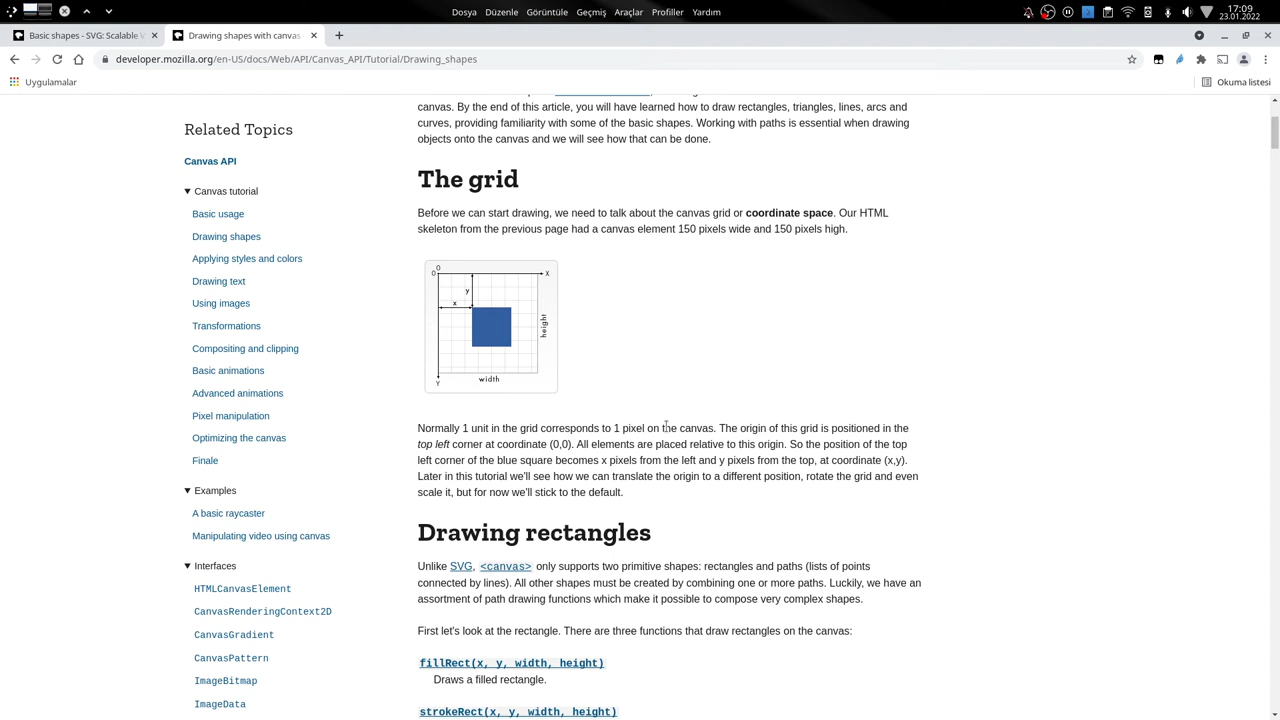 Dosya Düzenle Görüntüle Geçmiş Araçlar Profiller Yardım
17:09
23.01.2022
Basic shapes - SVG: Scalable V
Drawing shapes with canvas
developer.mozilla.org/en-US/docs/Web/API/Canvas_API/Tutorial/Drawing_shapes
Uygulamalar
Okuma listesi
Related Topics
Canvas API
Canvas tutorial
Basic usage
Drawing shapes
Applying styles and colors
Drawing text
Using images
Transformations
Compositing and clipping
Basic animations
Advanced animations
Pixel manipulation
Optimizing the canvas
Finale
Examples
A basic raycaster
Manipulating video using canvas
Interfaces
HTMLCanvasElement
CanvasRenderingContext2D
CanvasGradient
CanvasPattern
ImageBitmap
ImageData
canvas. By the end of this article, you will have learned how to draw rectangles, triangles, lines, arcs and
curves, providing familiarity with some of the basic shapes. Working with paths is essential when drawing
objects onto the canvas and we will see how that can be done.
The grid
Before we can start drawing, we need to talk about the canvas grid or coordinate space. Our HTML
skeleton from the previous page had a canvas element 150 pixels wide and 150 pixels high.
0
0 X
y
x
height
width
Y
Normally 1 unit in the grid corresponds to 1 pixel on the canvas. The origin of this grid is positioned in the
top left corner at coordinate (0,0). All elements are placed relative to this origin. So the position of the top
left corner of the blue square becomes x pixels from the left and y pixels from the top, at coordinate (x,y).
Later in this tutorial we'll see how we can translate the origin to a different position, rotate the grid and even
scale it, but for now we'll stick to the default.
Drawing rectangles
Unlike SVG, <canvas> only supports two primitive shapes: rectangles and paths (lists of points
connected by lines). All other shapes must be created by combining one or more paths. Luckily, we have an
assortment of path drawing functions which make it possible to compose very complex shapes.
First let's look at the rectangle. There are three functions that draw rectangles on the canvas:
fillRect(x, y, width, height)
Draws a filled rectangle.
strokeRect(x, y, width, height)